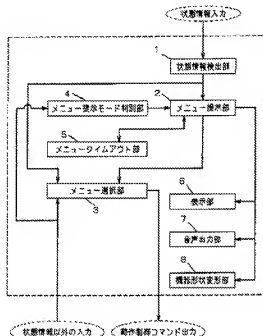 状態情報入力
1
状態情報検出部
4
メニュー提示モード判別部
2
メニュー提示部
5
メニュータイムアウト部
メニュー選択部
3
6
表示部
7
音声出力部
8
機器形状変形部
状態情報以外の入力
動作制御コマンド出力